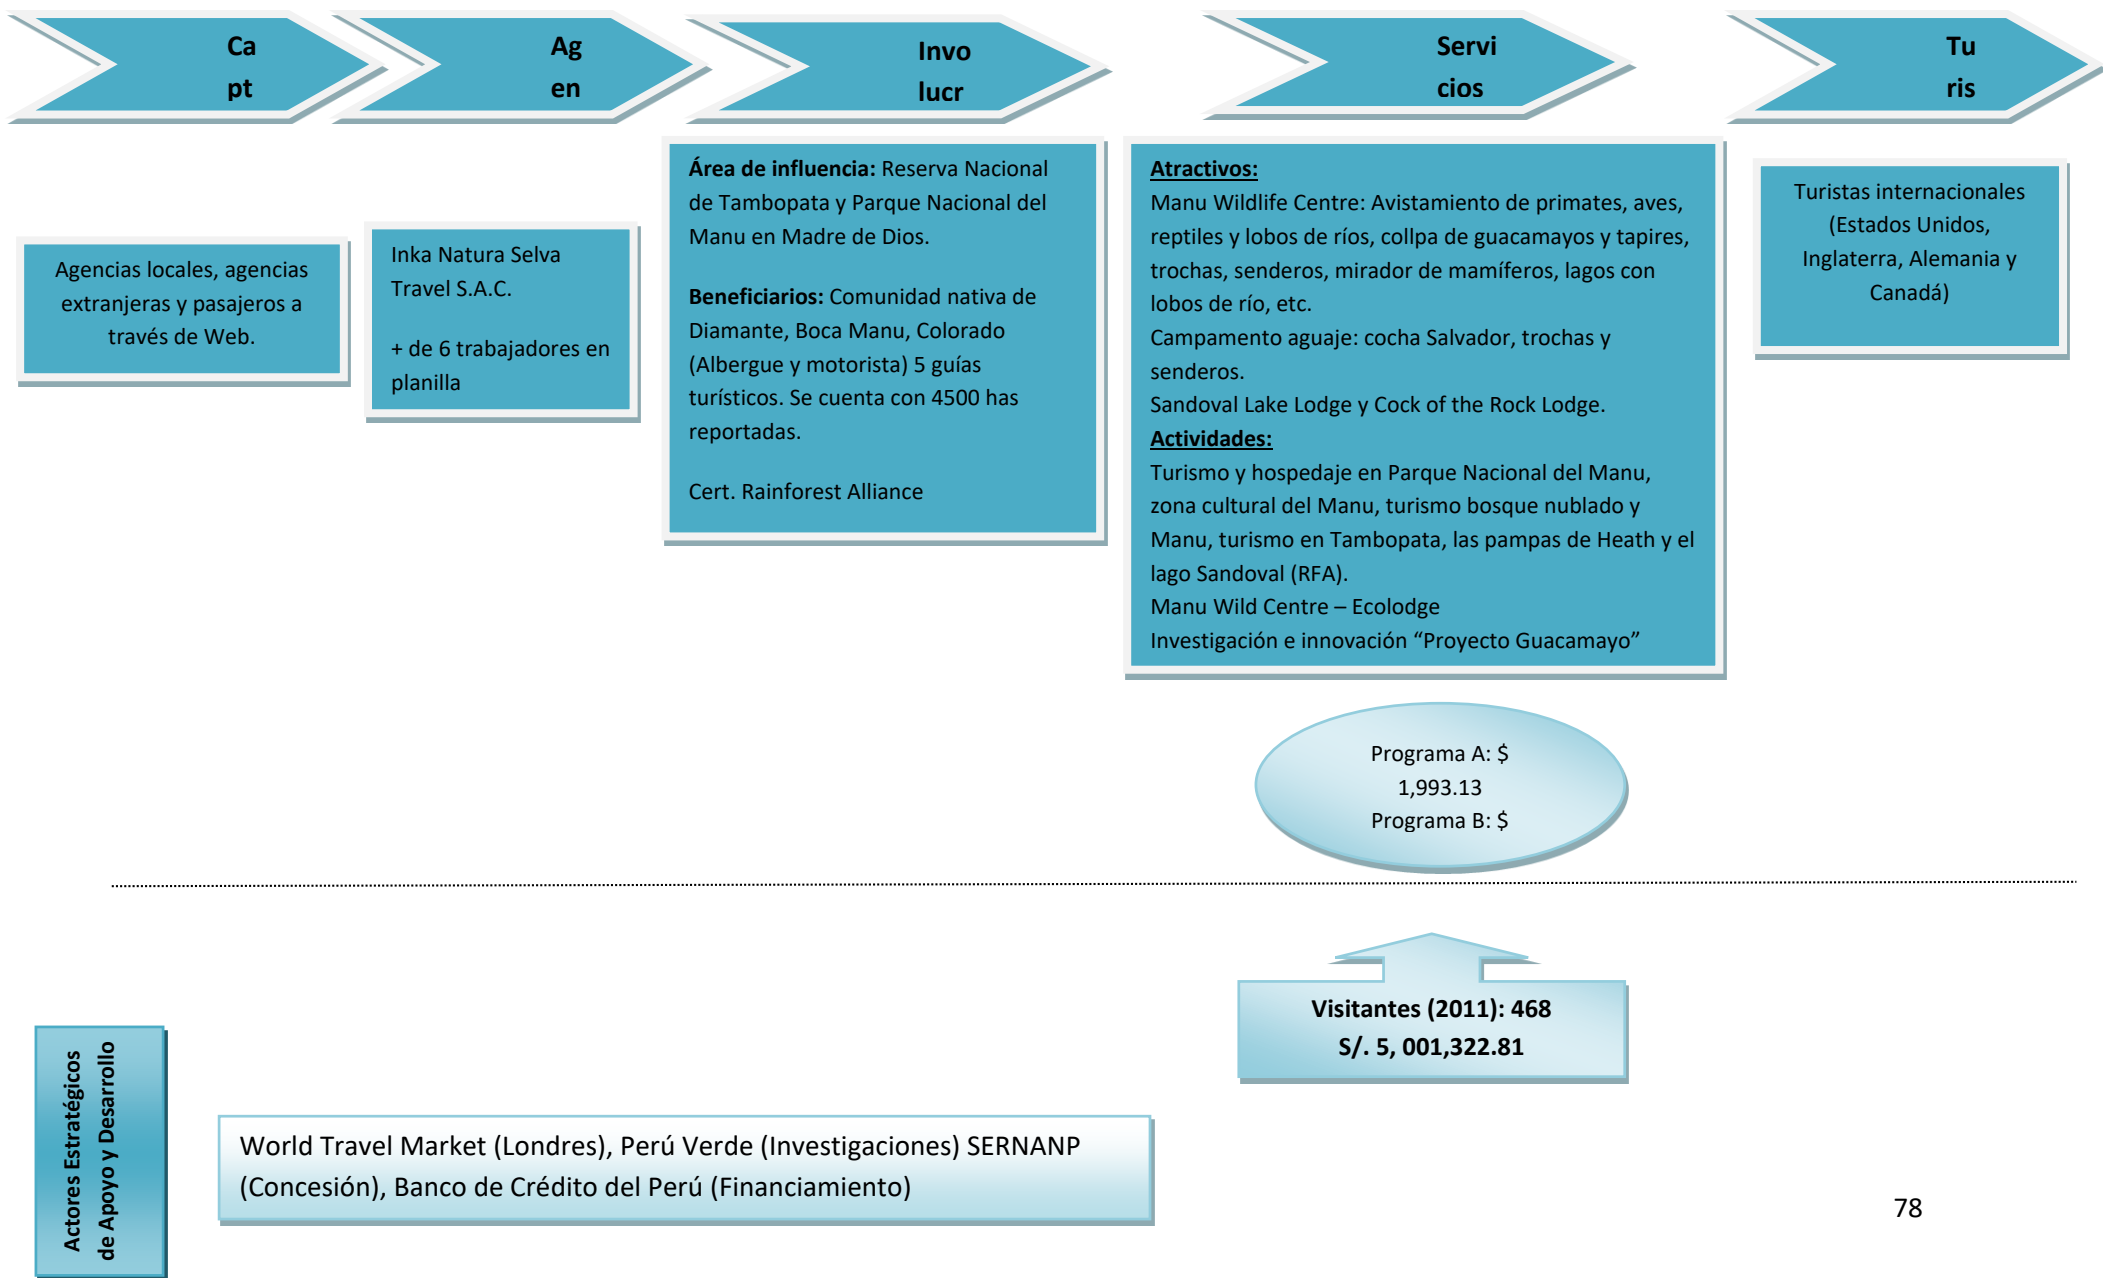 Ca
pt
Ag
en
Invo
lucr
Servi
cios
Tu
ris
Agencias locales, agencias
extranjeras y pasajeros a
través de Web.
Inka Natura Selva
Travel S.A.C.
+ de 6 trabajadores en
planilla
Área de influencia: Reserva Nacional
de Tambopata y Parque Nacional del
Manu en Madre de Dios.
Beneficiarios: Comunidad nativa de
Diamante, Boca Manu, Colorado
(Albergue y motorista) 5 guías
turísticos. Se cuenta con 4500 has
reportadas.
Cert. Rainforest Alliance
Atractivos:
Manu Wildlife Centre: Avistamiento de primates, aves,
reptiles y lobos de ríos, collpa de guacamayos y tapires,
trochas, senderos, mirador de mamíferos, lagos con
lobos de río, etc.
Campamento aguaje: cocha Salvador, trochas y
senderos.
Sandoval Lake Lodge y Cock of the Rock Lodge.
Actividades:
Turismo y hospedaje en Parque Nacional del Manu,
zona cultural del Manu, turismo bosque nublado y
Manu, turismo en Tambopata, las pampas de Heath y el
lago Sandoval (RFA).
Manu Wild Centre – Ecolodge
Investigación e innovación “Proyecto Guacamayo”
Turistas internacionales
(Estados Unidos,
Inglaterra, Alemania y
Canadá)
Programa A: $
1,993.13
Programa B: $
Visitantes (2011): 468
S/. 5, 001,322.81
Actores Estratégicos
de Apoyo y Desarrollo
World Travel Market (Londres), Perú Verde (Investigaciones) SERNANP
(Concesión), Banco de Crédito del Perú (Financiamiento)
78